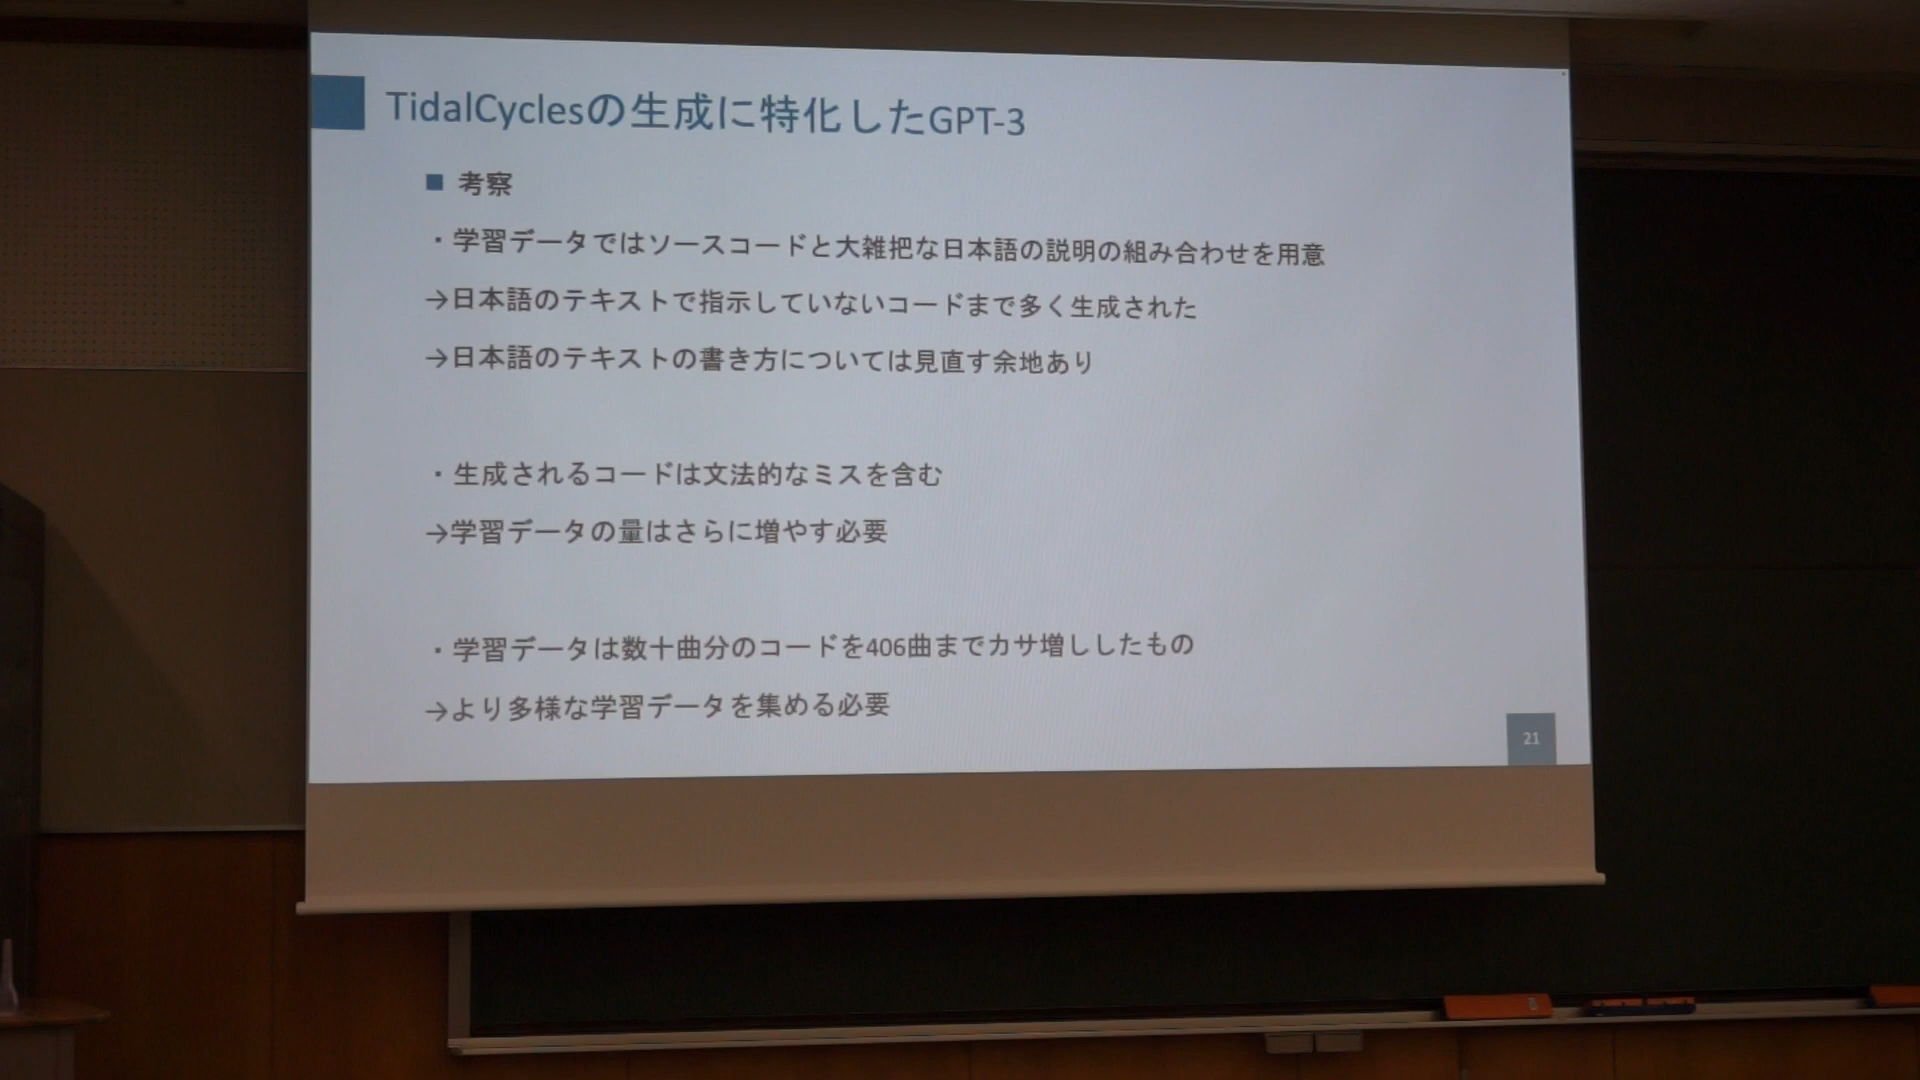 TidalCyclesの生成に特化したGPT-3
■ 考察
・学習データではソースコードと大雑把な日本語の説明の組み合わせを用意
→日本語のテキストで指示していないコードまで多く生成された
→日本語のテキストの書き方については見直す余地あり
・生成されるコードは文法的なミスを含む
→学習データの量はさらに増やす必要
・学習データは数十曲分のコードを406曲までカサ増ししたもの
→より多様な学習データを集める必要
21